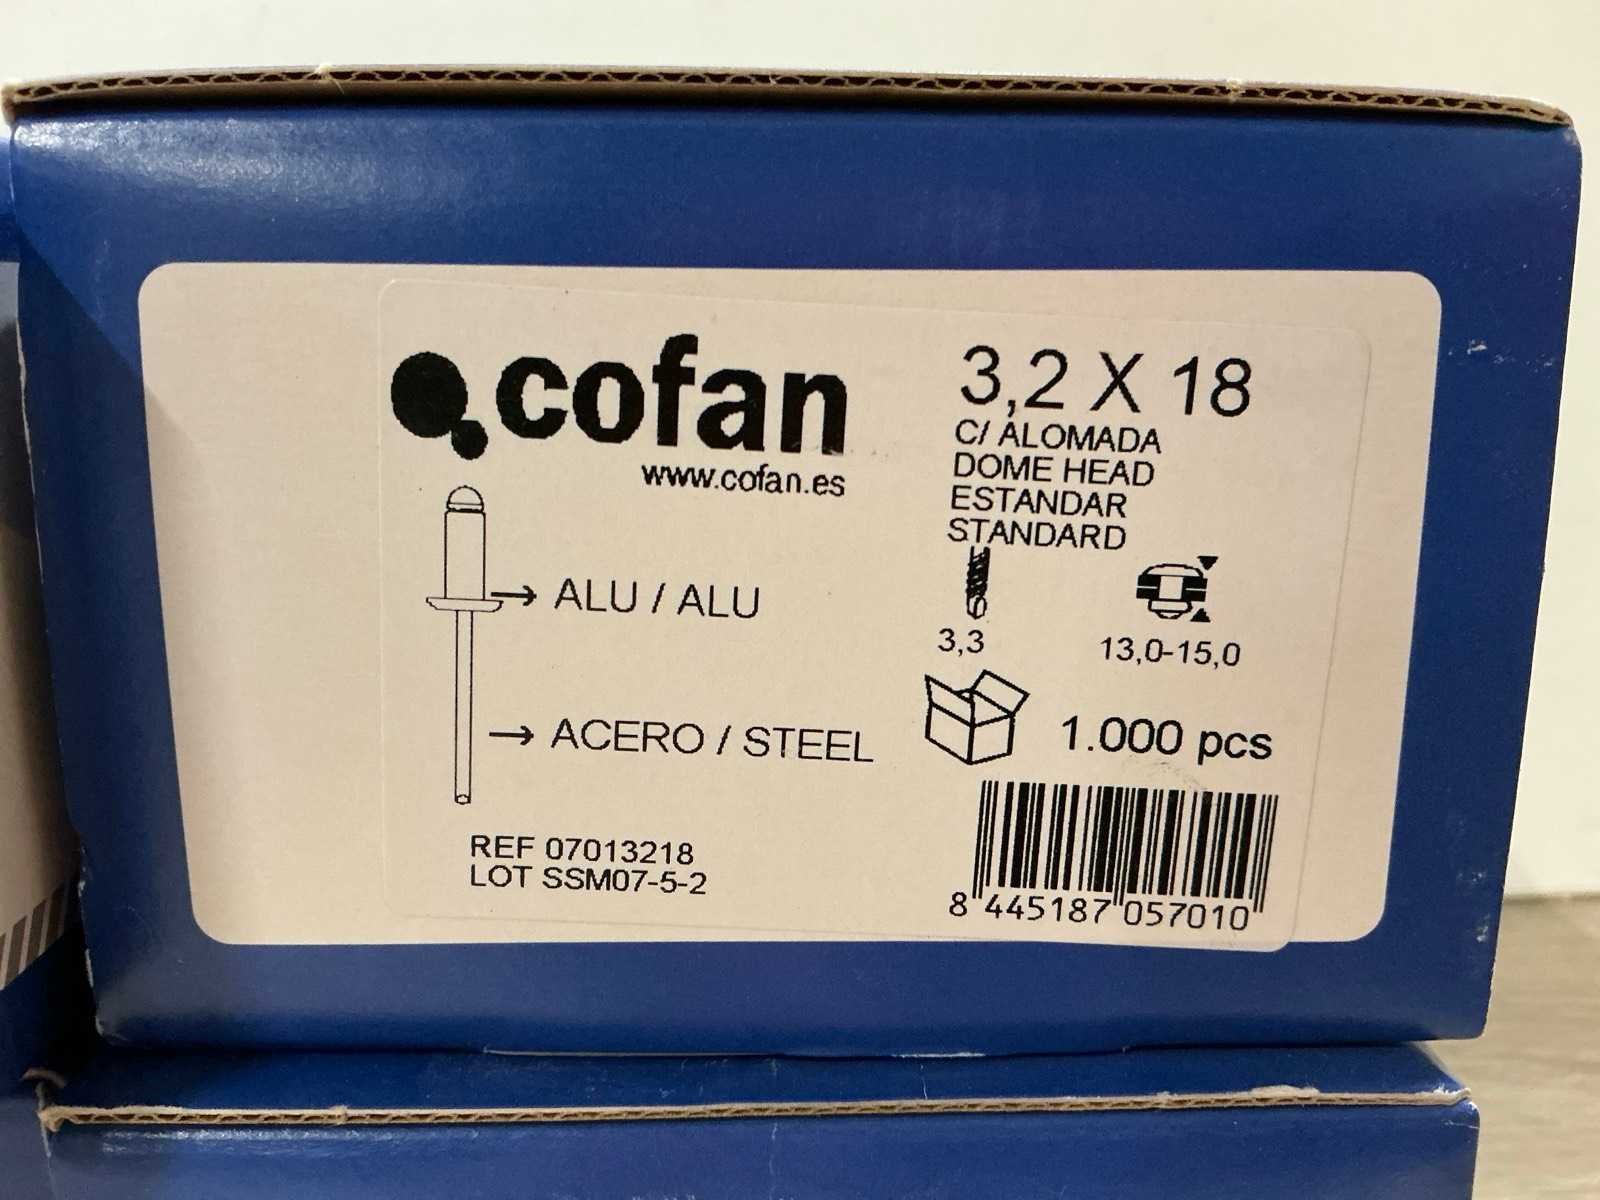 cofan
www.cofan.es
3,2 X 18
C/ ALOMADA
DOME HEAD
ESTANDAR
STANDARD
ALU / ALU
3,3
13,0-15,0
ACERO / STEEL
1.000 pcs
REF 07013218
LOT SSM07-5-2
8 445187 057010